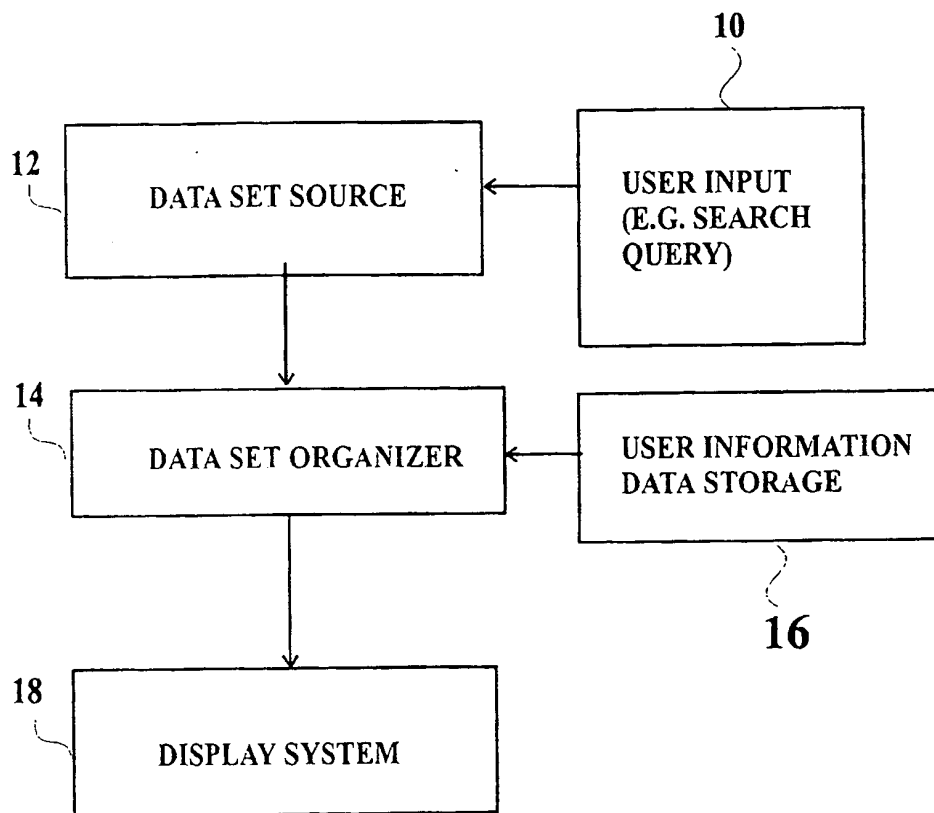 10
12
DATA SET SOURCE
USER INPUT
(E.G. SEARCH
QUERY)
14
DATA SET ORGANIZER
USER INFORMATION
DATA STORAGE
16
18
DISPLAY SYSTEM